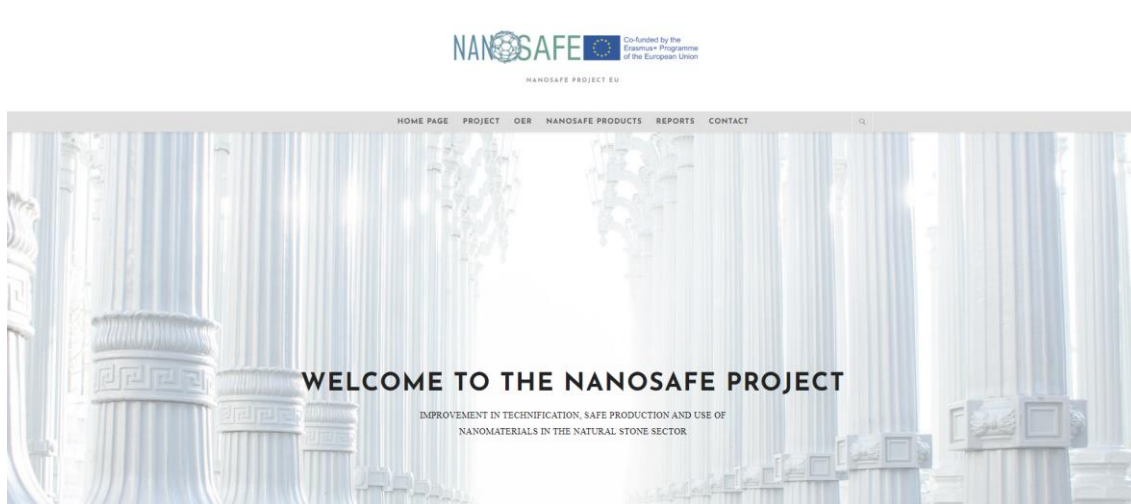 NANOSAFE
Co-funded by the
Erasmus+ Programme
of the European Union
NANOSAFE PROJECT EU
HOME PAGE PROJECT OER NANOSAFE PRODUCTS REPORTS CONTACT
WELCOME TO THE NANOSAFE PROJECT
IMPROVEMENT IN TECHNIFICATION, SAFE PRODUCTION AND USE OF
NANOMATERIALS IN THE NATURAL STONE SECTOR